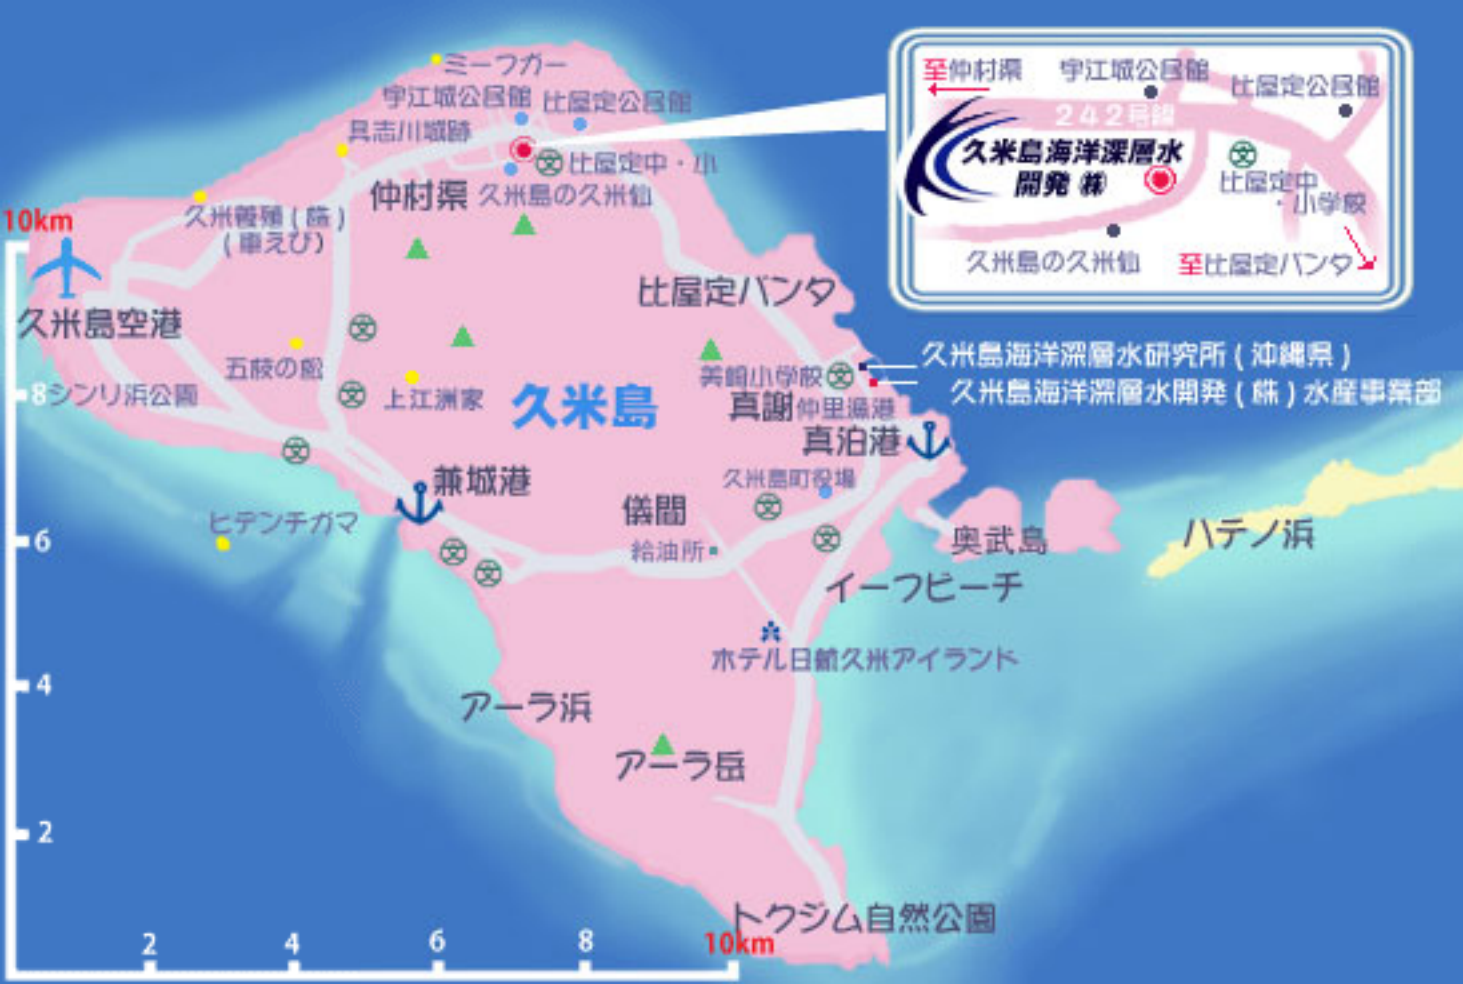 ミーフガー
宇江城公民館
比屋定公民館
具志川城跡
比屋定中・小
仲村渠
久米島の久米仙
久米養殖(株)
(車えび)
10km
久米島空港
比屋定バンタ
五枝の松
シンリ浜公園
上江洲家
久米島
美崎小学校
真謝
仲里漁港
真泊港
兼城港
久米島町役場
儀間
給油所
ヒデンチガマ
奥武島
ハテノ浜
イーフビーチ
ホテル日航久米アイランド
アーラ浜
アーラ岳
トクジム自然公園
8
6
4
2
2
4
6
8
10km
至仲村渠
宇江城公民館
比屋定公民館
242号線
久米島海洋深層水
開発㈱
比屋定中
・小学校
久米島の久米仙
至比屋定バンタ
久米島海洋深層水研究所(沖縄県)
久米島海洋深層水開発(株)水産事業部